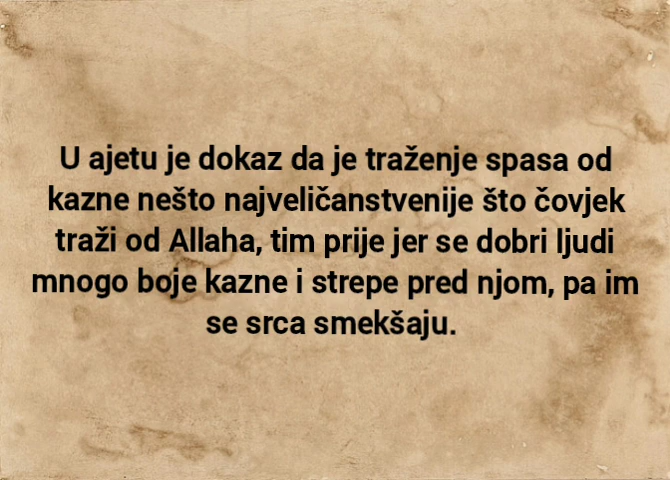 U ajetu je dokaz da je traženje spasa od
kazne nešto najveličanstvenije što čovjek
traži od Allaha, tim prije jer se dobri ljudi
mnogo boje kazne i strepe pred njom, pa im
se srca smekšaju.